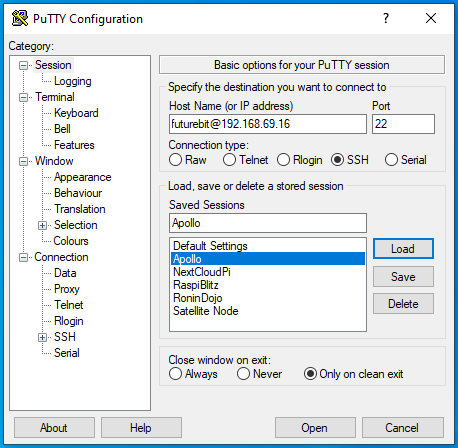 PuTTY Configuration
?
Category:
Session
Logging
Terminal
Keyboard
Bell
Features
Window
Appearance
Behaviour
Translation
Selection
Colours
Connection
Data
Proxy
Telnet
Rlogin
SSH
Serial
Basic options for your PuTTY session
Specify the destination you want to connect to
Host Name (or IP address) Port
futurebit@192.168.69.16 22
Connection type:
Raw Telnet Rlogin SSH Serial
Load, save or delete a stored session
Saved Sessions
Apollo
Default Settings
Apollo
NextCloudPi
RaspiBlitz
RoninDojo
Satellite Node
Load
Save
Delete
Close window on exit:
Always Never Only on clean exit
About Help Open Cancel